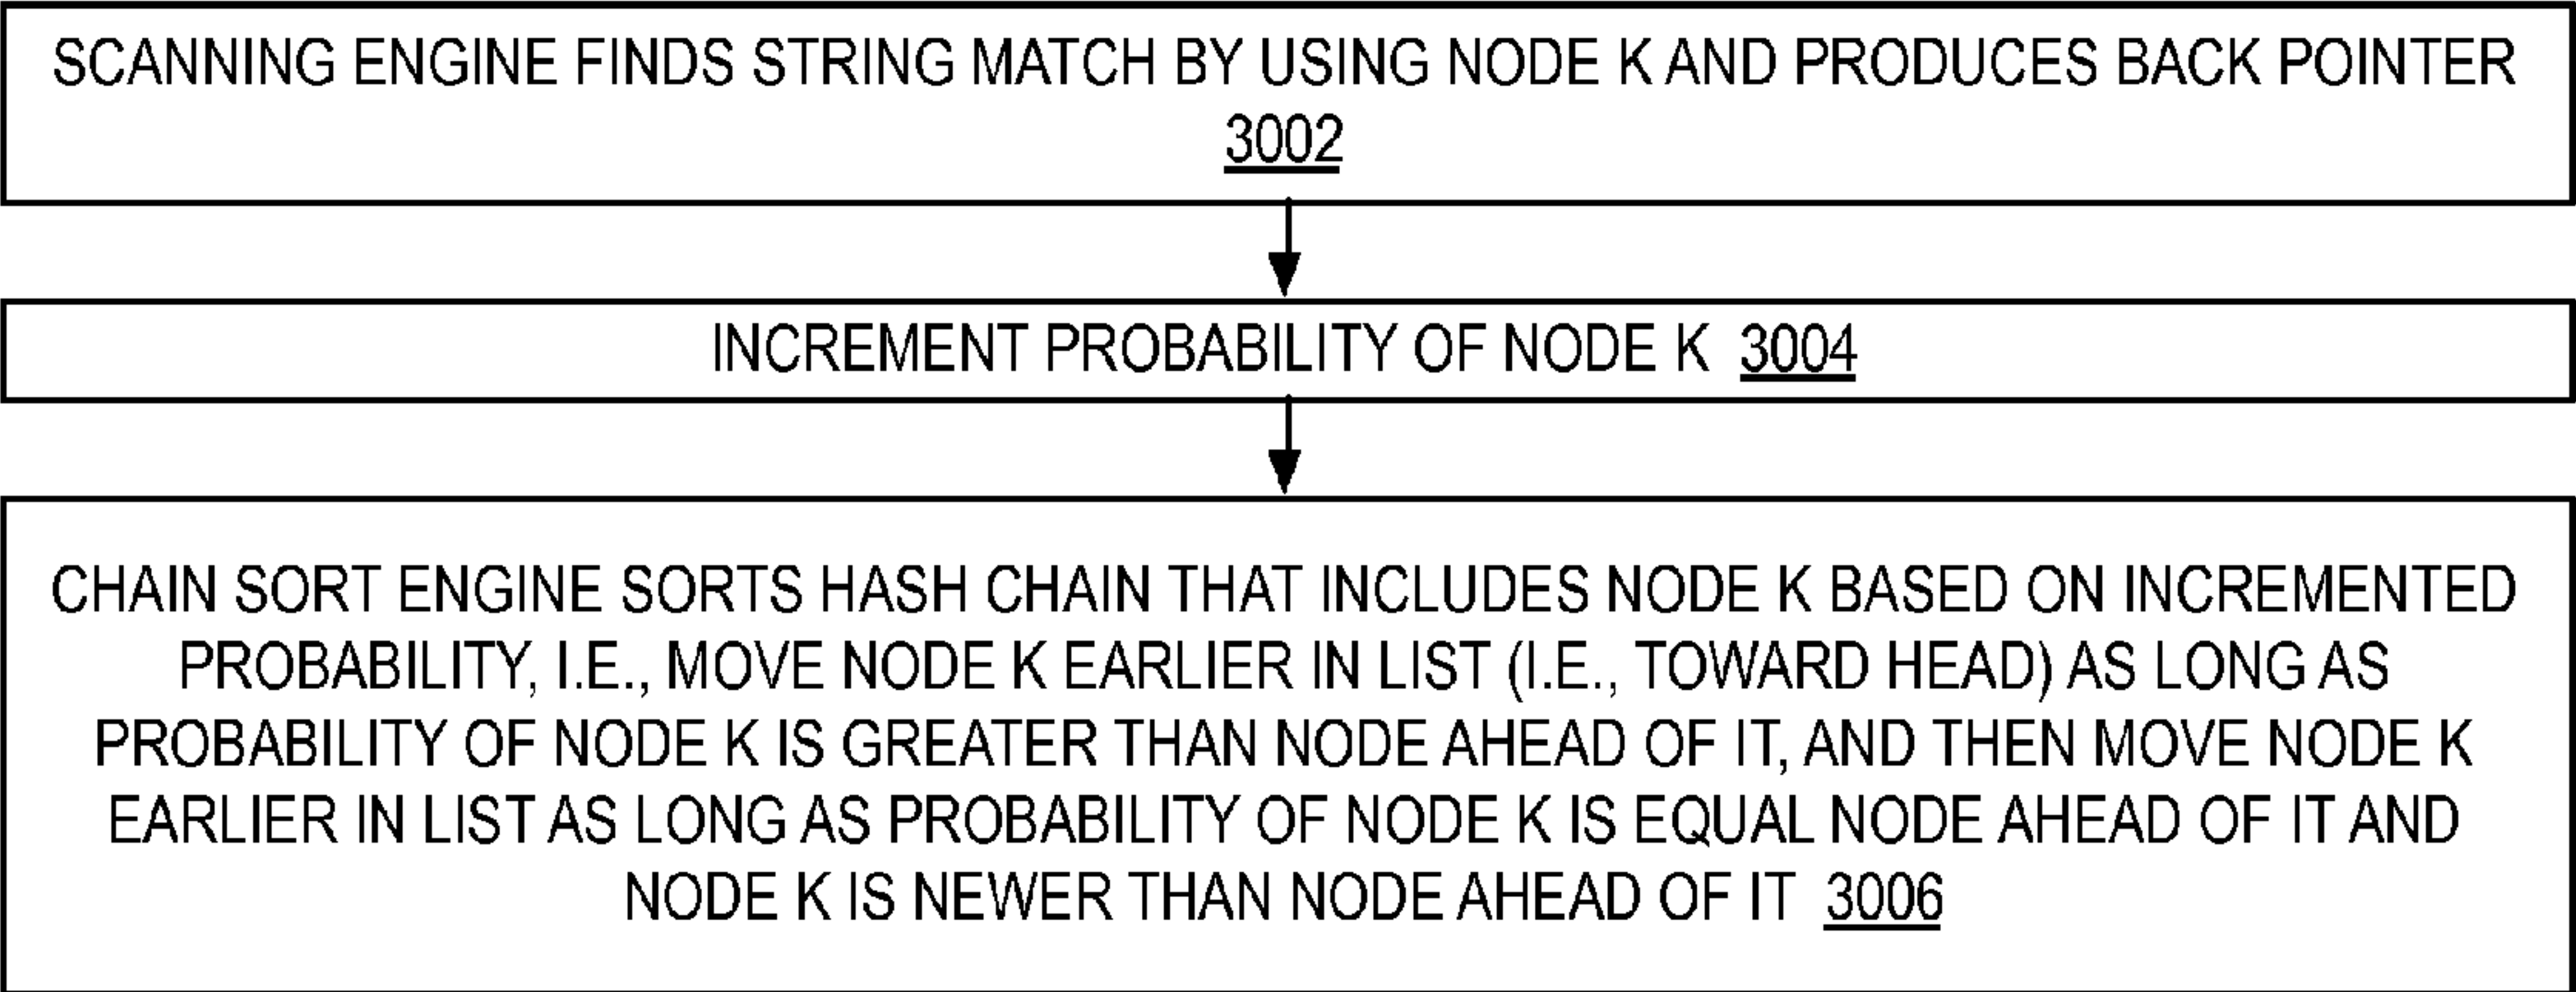 SCANNING ENGINE FINDS STRING MATCH BY USING NODE K AND PRODUCES BACK POINTER
3002
INCREMENT PROBABILITY OF NODE K 3004
CHAIN SORT ENGINE SORTS HASH CHAIN THAT INCLUDES NODE K BASED ON INCREMENTED
PROBABILITY, I.E., MOVE NODE K EARLIER IN LIST (I.E., TOWARD HEAD) AS LONG AS
PROBABILITY OF NODE K IS GREATER THAN NODE AHEAD OF IT, AND THEN MOVE NODE K
EARLIER IN LIST AS LONG AS PROBABILITY OF NODE K IS EQUAL NODE AHEAD OF IT AND
NODE K IS NEWER THAN NODE AHEAD OF IT 3006